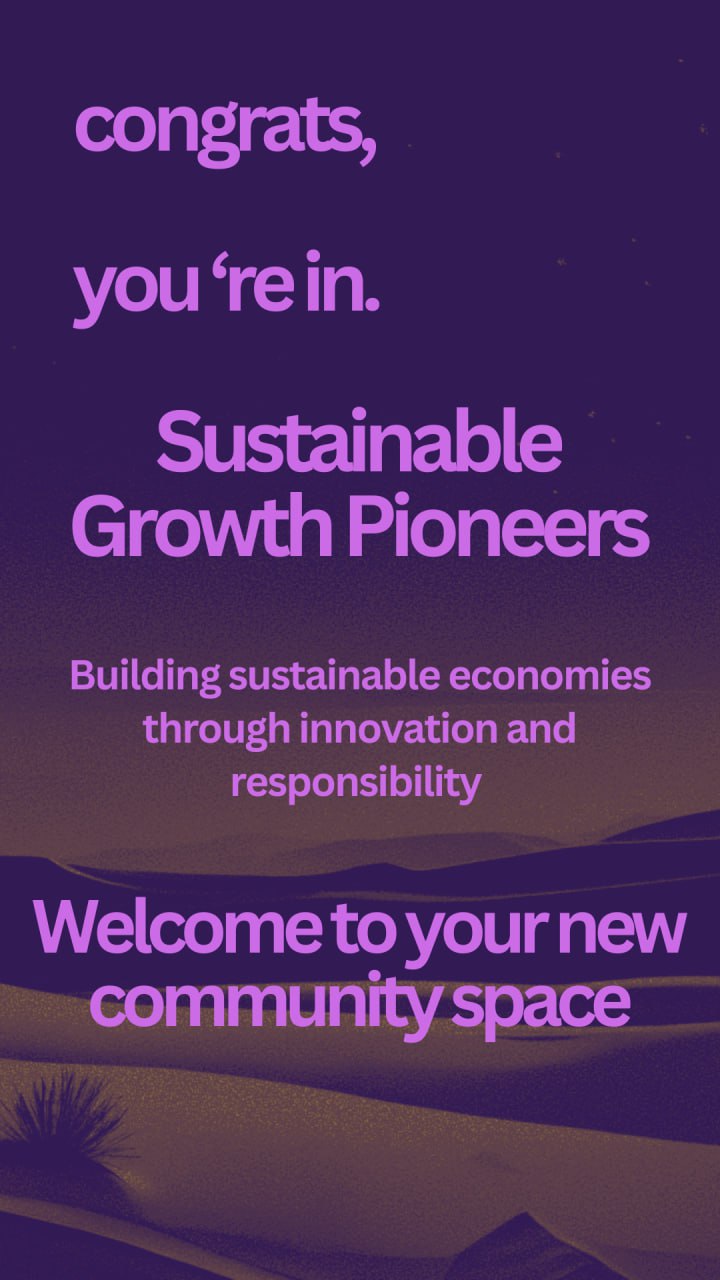 congrats,
you ‘re in.
Sustainable
Growth Pioneers
Building sustainable economies
through innovation and
responsibility
Welcome to your new
community space